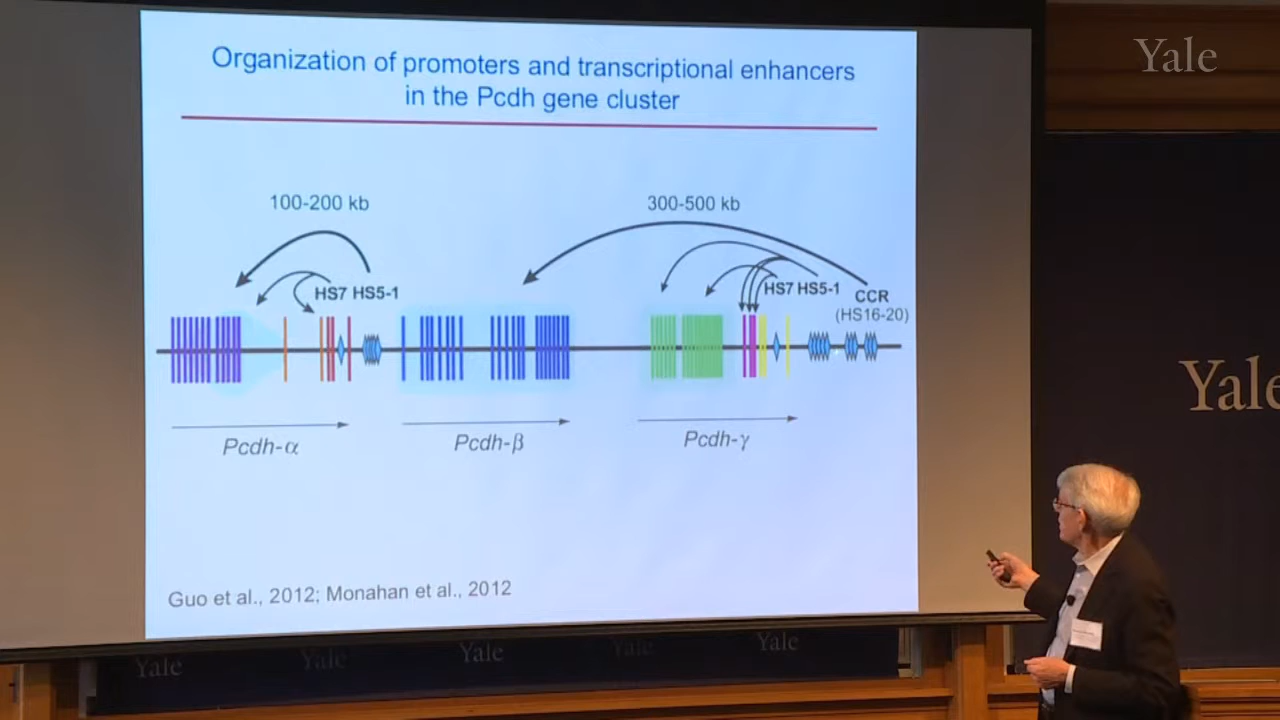 Yale
Organization of promoters and transcriptional enhancers
in the Pcdh gene cluster
100-200 kb
300-500 kb
HS7 HS5-1
HS7 HS5-1
CCR
(HS16-20)
Pcdh-α
Pcdh-β
Pcdh-γ
Guo et al., 2012; Monahan et al., 2012
Yale
Yale
Yale
Yale
Yale
Yale